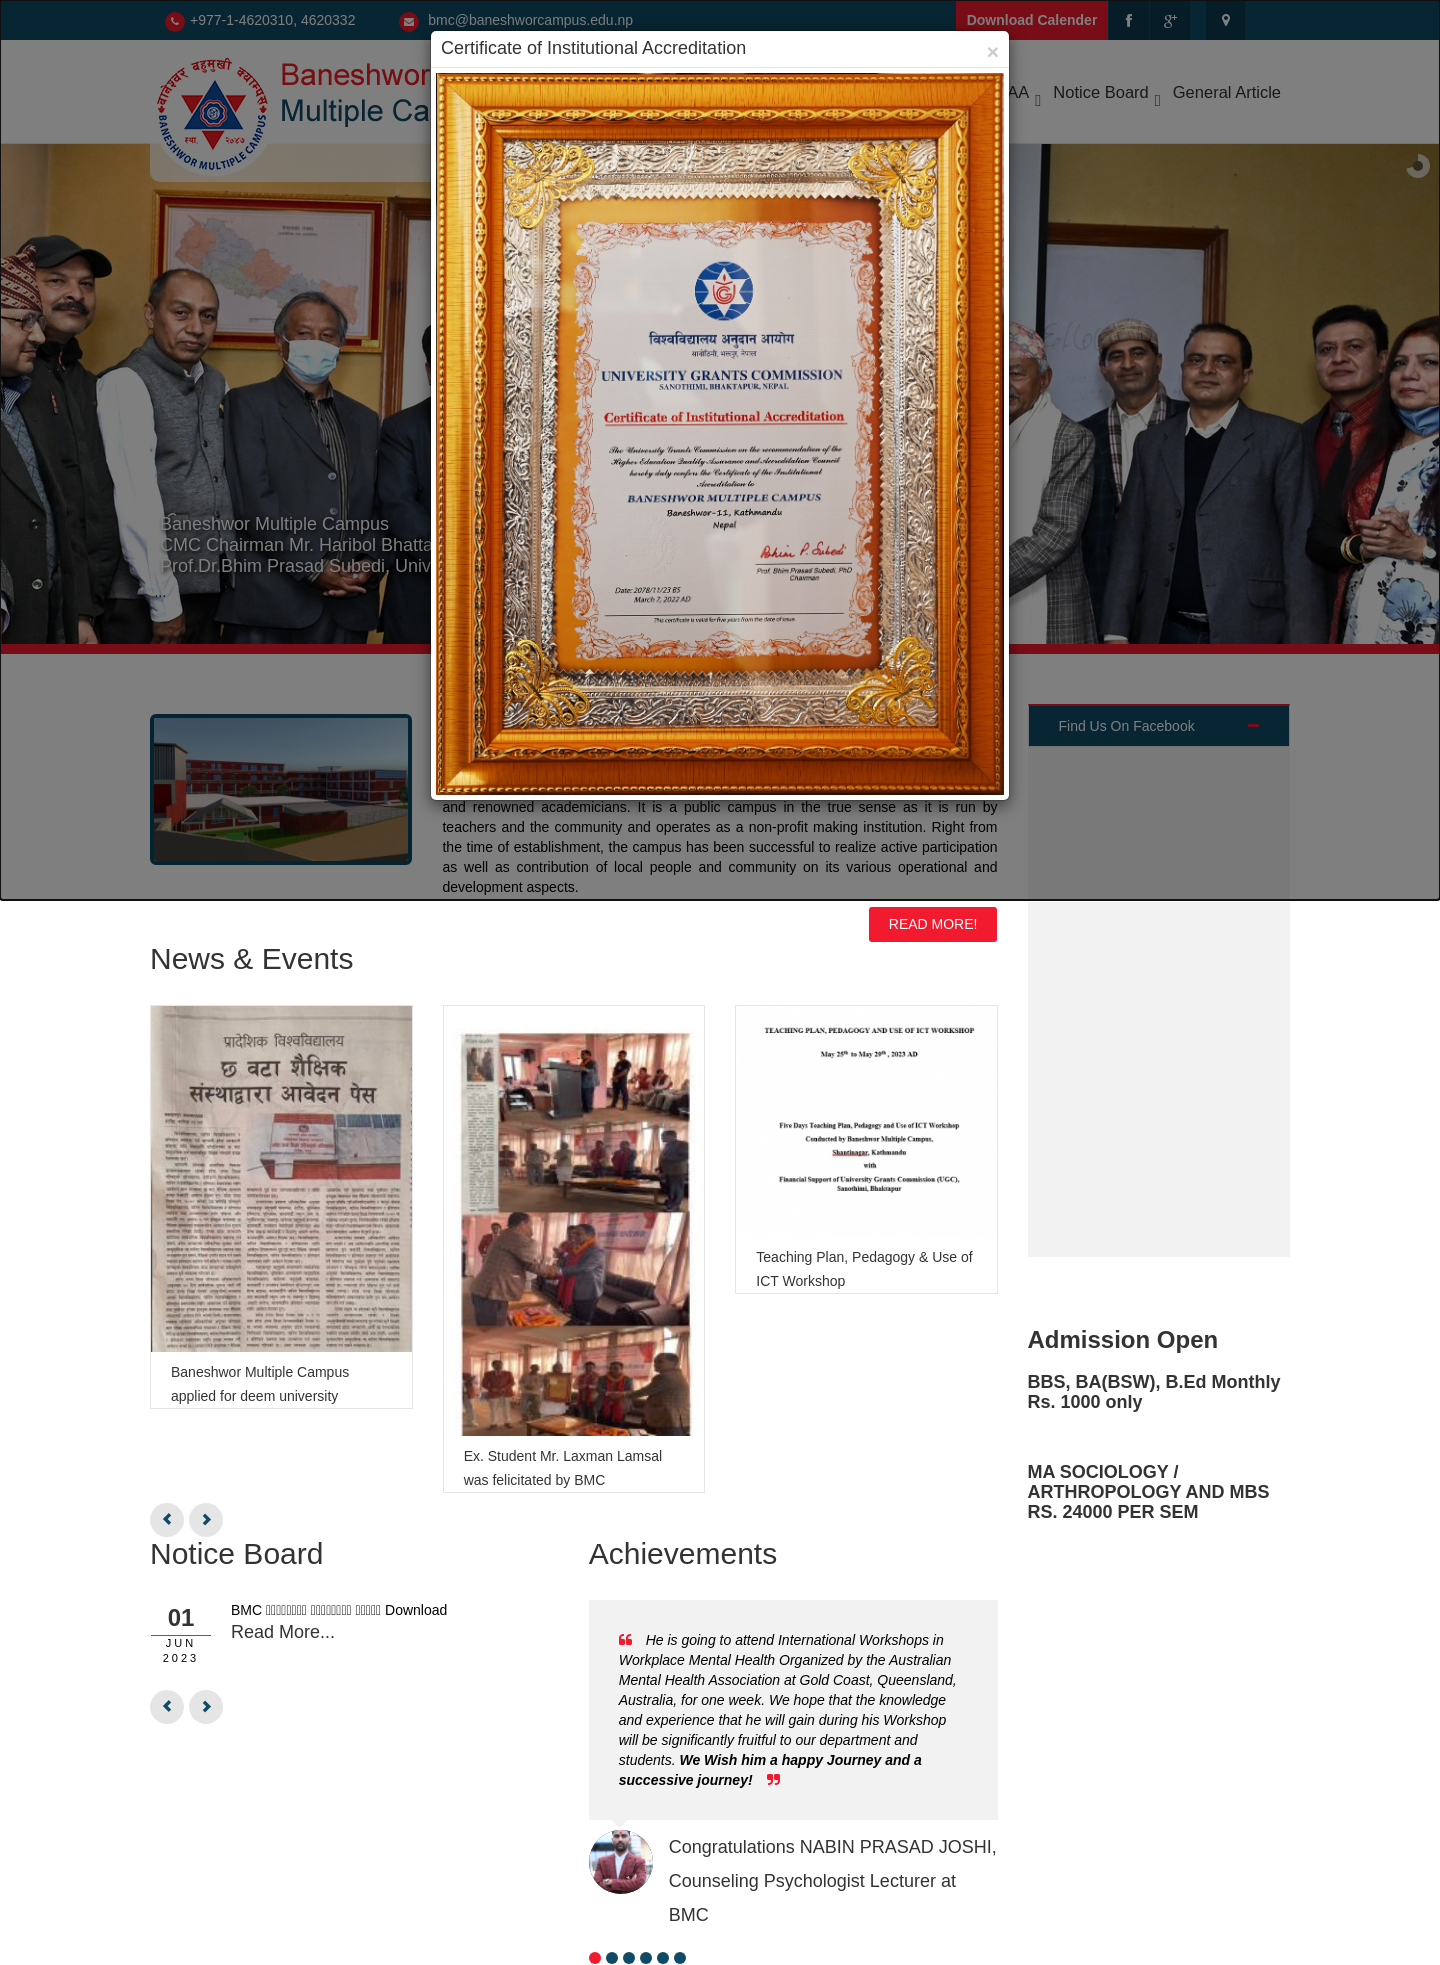 +977-1-4620310, 4620332
bmc@baneshworcampus.edu.np
Download Calender
Certificate of Institutional Accreditation
×
Baneshwor
Multiple Ca
बानेश्वर बहुमुखी क्याम्पस
स्था. २०४७
BANESHWOR MULTIPLE CAMPUS
AA
Notice Board
General Article
विश्वविद्यालय अनुदान आयोग
सानोठिमी, भक्तपुर, नेपाल
UNIVERSITY GRANTS COMMISSION
SANOTHIMI, BHAKTAPUR, NEPAL
Certificate of Institutional Accreditation
The University Grants Commission on the recommendation of the
Higher Education Quality Assurance and Accreditation Council
hereby duly confers the Certificate of the Institutional
Accreditation to
BANESHWOR MULTIPLE CAMPUS
Baneshwor-11, Kathmandu
Nepal
Bhim P. Subedi
Prof. Bhim Prasad Subedi, PhD
Chairman
Date: 2078/11/23 BS
March 7, 2022 AD
This certificate is valid for five years from the date of issue.
Baneshwor Multiple Campus
CMC Chairman Mr. Haribol Bhatta
Prof.Dr.Bhim Prasad Subedi, Univ
...
Find Us On Facebook
and renowned academicians. It is a public campus in the true sense as it is run by
teachers and the community and operates as a non-profit making institution. Right from
the time of establishment, the campus has been successful to realize active participation
as well as contribution of local people and community on its various operational and
development aspects.
READ MORE!
News & Events
प्रादेशिक विश्वविद्यालय
छ वटा शैक्षिक
संस्थाद्वारा आवेदन पेस
Baneshwor Multiple Campus
applied for deem university
Ex. Student Mr. Laxman Lamsal
was felicitated by BMC
TEACHING PLAN, PEDAGOGY AND USE OF ICT WORKSHOP
May 25th to May 29th, 2023 AD
Five Days Teaching Plan, Pedagogy and Use of ICT Workshop
Conducted by Baneshwor Multiple Campus,
Shantinagar, Kathmandu
with
Financial Support of University Grants Commission (UGC),
Sanothimi, Bhaktapur
Teaching Plan, Pedagogy & Use of
ICT Workshop
Admission Open
BBS, BA(BSW), B.Ed Monthly
Rs. 1000 only
MA SOCIOLOGY /
ARTHROPOLOGY AND MBS
RS. 24000 PER SEM
Notice Board
01
JUN
2023
BMC Download
Read More...
Achievements
He is going to attend International Workshops in
Workplace Mental Health Organized by the Australian
Mental Health Association at Gold Coast, Queensland,
Australia, for one week. We hope that the knowledge
and experience that he will gain during his Workshop
will be significantly fruitful to our department and
students. We Wish him a happy Journey and a
successive journey!
Congratulations NABIN PRASAD JOSHI,
Counseling Psychologist Lecturer at
BMC